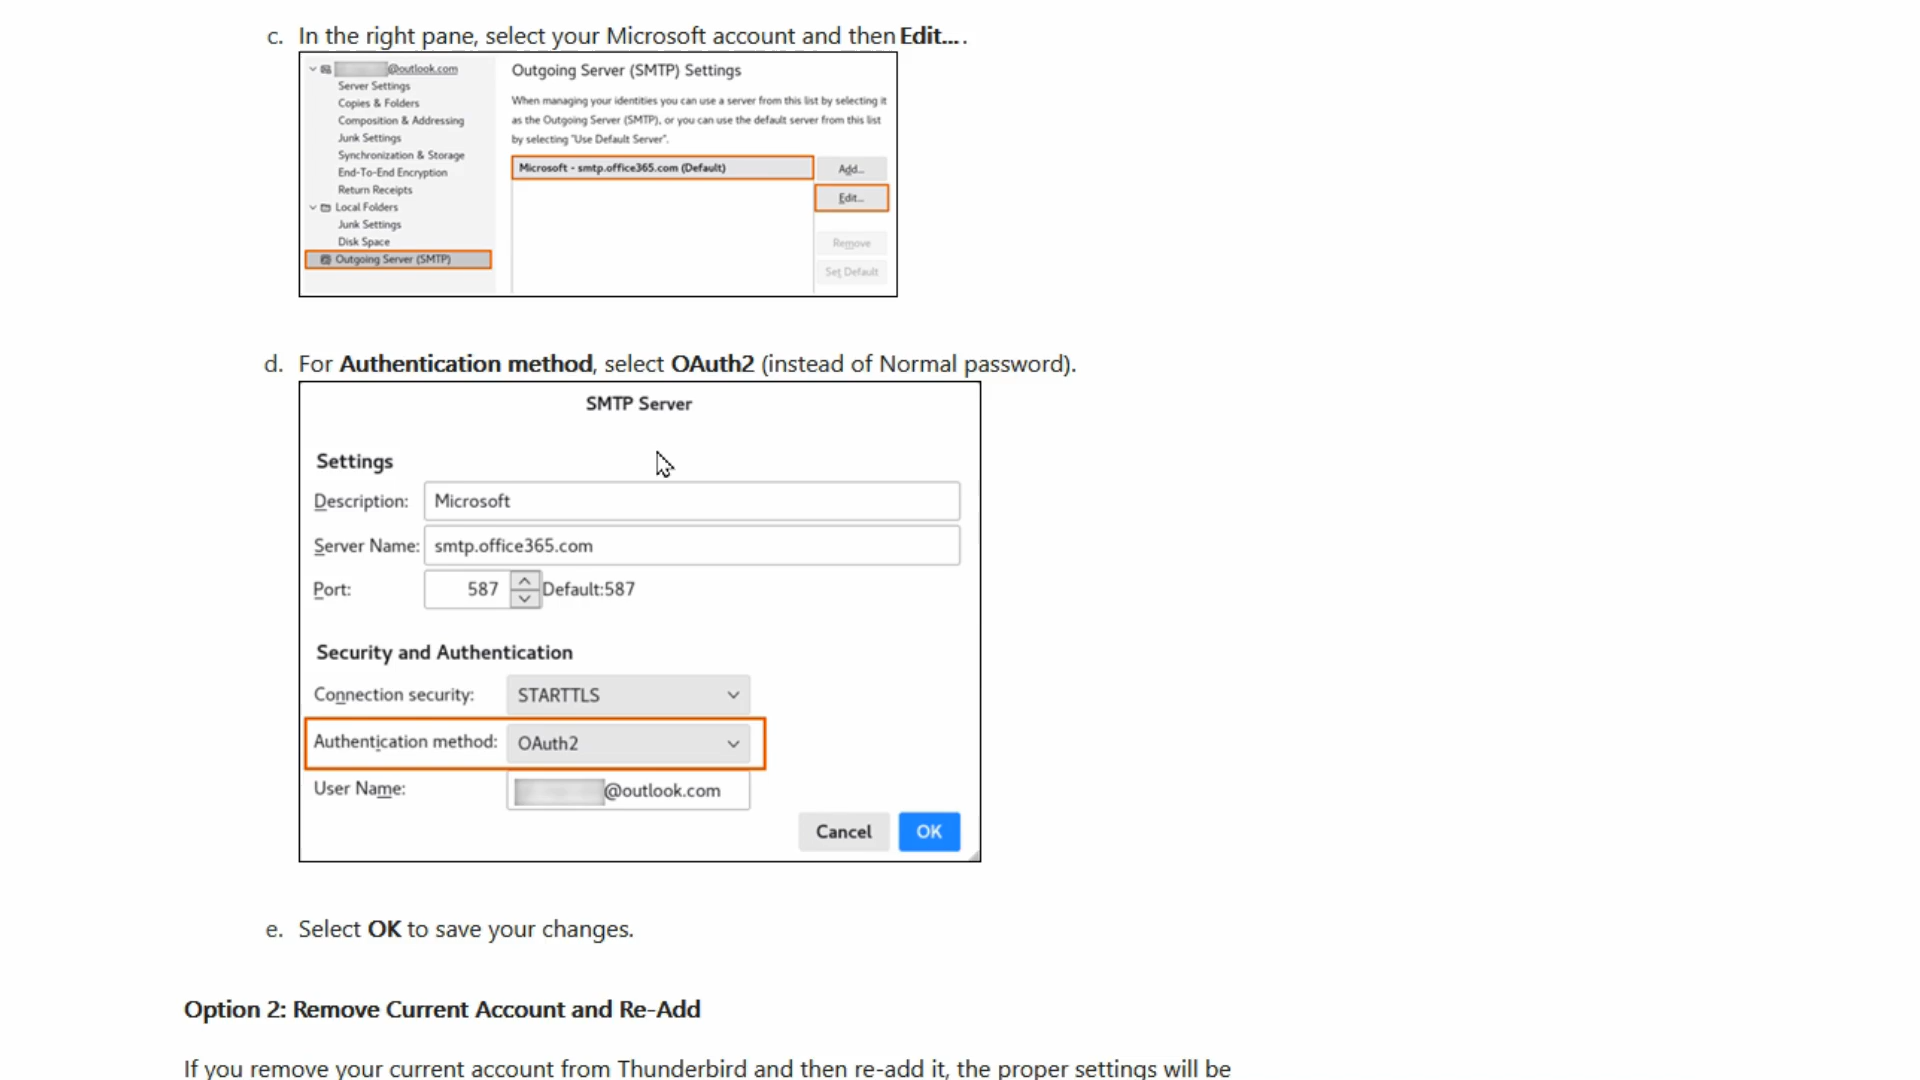 c. In the right pane, select your Microsoft account and then Edit....
@outlook.com
Server Settings
Copies & Folders
Composition & Addressing
Junk Settings
Synchronization & Storage
End-To-End Encryption
Return Receipts
Local Folders
Junk Settings
Disk Space
Outgoing Server (SMTP)
Outgoing Server (SMTP) Settings
When managing your identities you can use a server from this list by selecting it
as the Outgoing Server (SMTP), or you can use the default server from this list
by selecting "Use Default Server".
Microsoft - smtp.office365.com (Default)
Add...
Edit...
Remove
Set Default
d. For Authentication method, select OAuth2 (instead of Normal password).
SMTP Server
Settings
Description: Microsoft
Server Name: smtp.office365.com
Port: 587 Default:587
Security and Authentication
Connection security: STARTTLS
Authentication method: OAuth2
User Name: @outlook.com
Cancel OK
e. Select OK to save your changes.
Option 2: Remove Current Account and Re-Add
If you remove your current account from Thunderbird and then re-add it, the proper settings will be